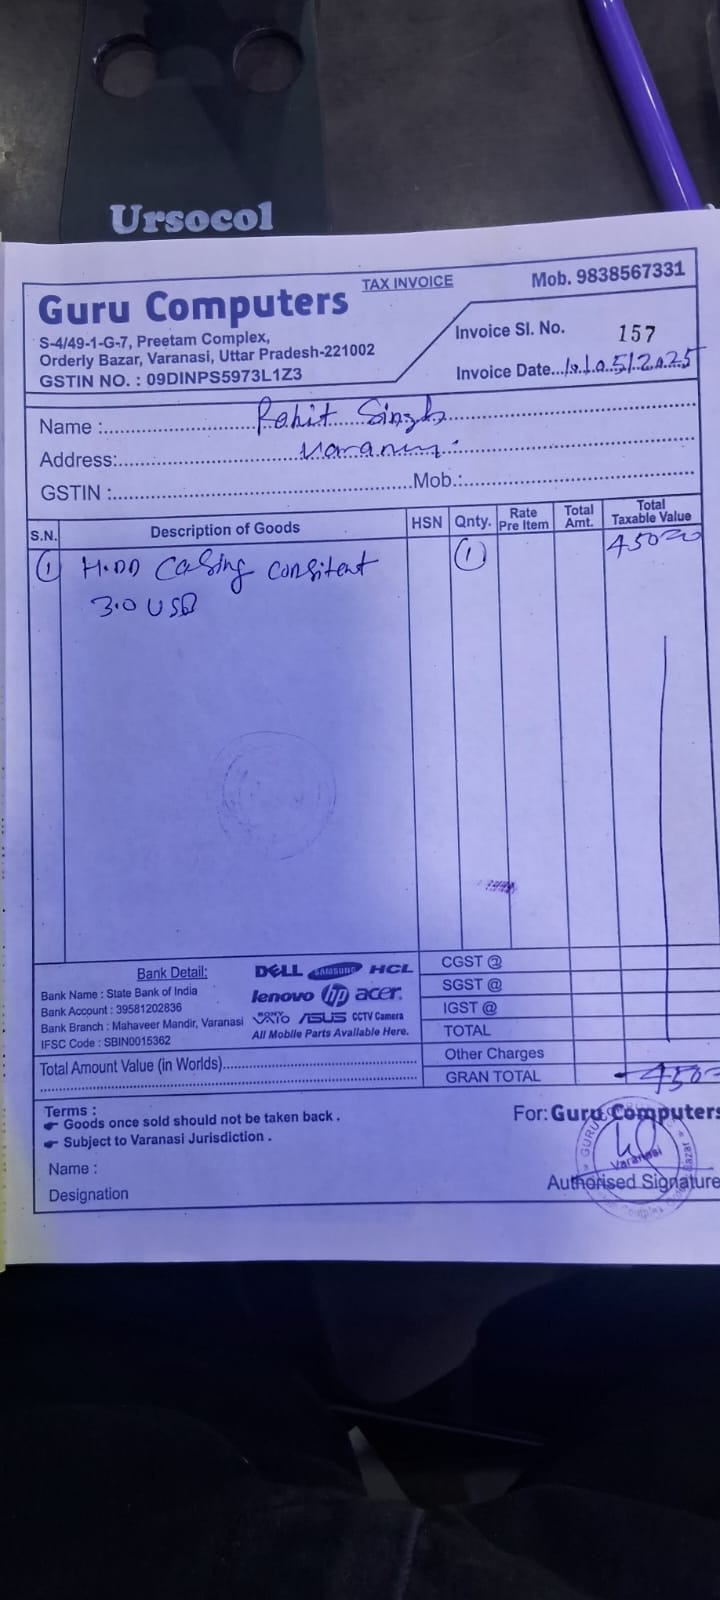 Ursocol
TAX INVOICE
Mob. 9838567331
Guru Computers
S-4/49-1-G-7, Preetam Complex,
Orderly Bazar, Varanasi, Uttar Pradesh-221002
GSTIN NO. : 09DINPS5973L1Z3
Invoice Sl. No. 157
Invoice Date
Name : Rohit Singh
Address:
GSTIN : Mob.:
S.N. Description of Goods HSN Qnty. Rate Pre Item Total Amt. Total Taxable Value
1 H.DD Casing Consitent 1
3.0 USB
Bank Detail:
Bank Name : State Bank of India
Bank Account : 39581202836
Bank Branch : Mahaveer Mandir, Varanasi
IFSC Code : SBIN0015362
DELL SAMSUNG HCL
lenovo hp acer
SONY VAIO ASUS CCTV Camera
All Mobile Parts Available Here.
CGST @
SGST @
IGST @
TOTAL
Other Charges
GRAN TOTAL
Total Amount Value (in Worlds)
Terms :
Goods once sold should not be taken back .
Subject to Varanasi Jurisdiction .
Name :
Designation
For: Guru Computers
Varanasi
Authorised Signature